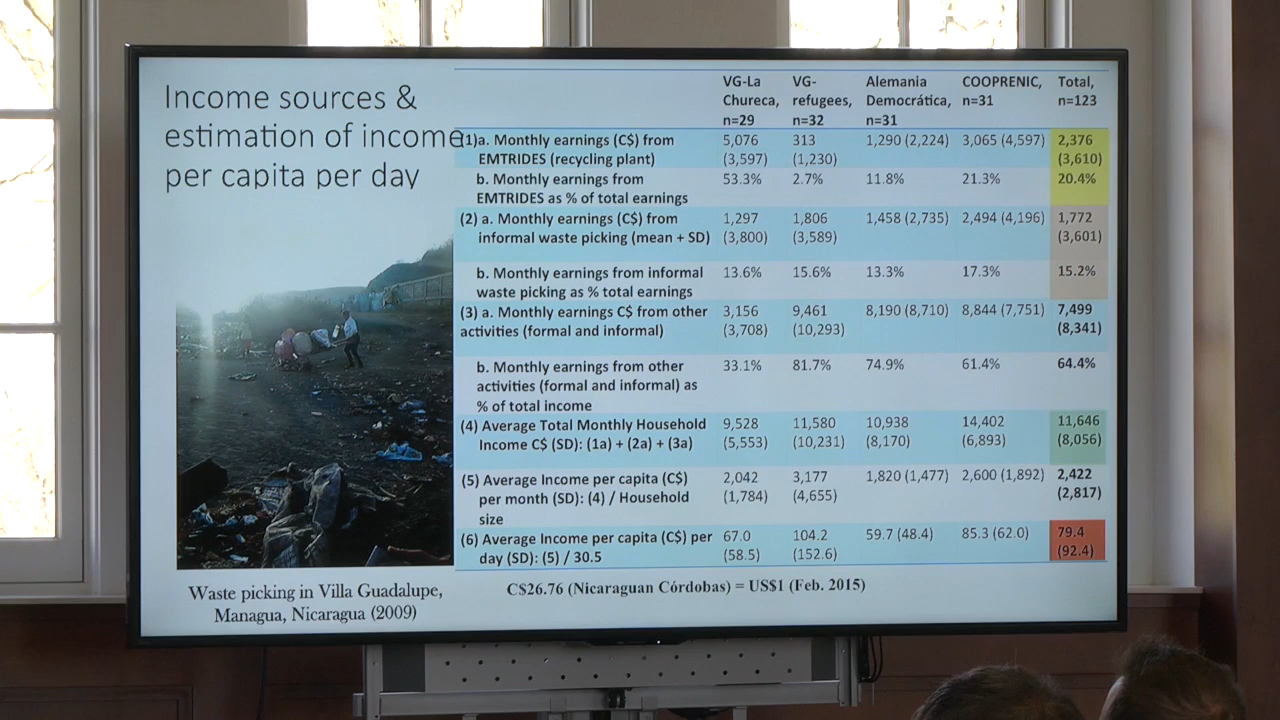 Income sources &
estimation of income
per capita per day
VG-La Chureca, n=29 VG-refugees, n=32 Alemania Democrática, n=31 COOPRENIC, n=31 Total, n=123
(1)a. Monthly earnings (C$) from EMTRIDES (recycling plant) 5,076 (3,597) 313 (1,230) 1,290 (2,224) 3,065 (4,597) 2,376 (3,610)
b. Monthly earnings from EMTRIDES as % of total earnings 53.3% 2.7% 11.8% 21.3% 20.4%
(2) a. Monthly earnings (C$) from informal waste picking (mean + SD) 1,297 (3,800) 1,806 (3,589) 1,458 (2,735) 2,494 (4,196) 1,772 (3,601)
b. Monthly earnings from informal waste picking as % total earnings 13.6% 15.6% 13.3% 17.3% 15.2%
(3) a. Monthly earnings C$ from other activities (formal and informal) 3,156 (3,708) 9,461 (10,293) 8,190 (8,710) 8,844 (7,751) 7,499 (8,341)
b. Monthly earnings from other activities (formal and informal) as % of total income 33.1% 81.7% 74.9% 61.4% 64.4%
(4) Average Total Monthly Household Income C$ (SD): (1a) + (2a) + (3a) 9,528 (5,553) 11,580 (10,231) 10,938 (8,170) 14,402 (6,893) 11,646 (8,056)
(5) Average Income per capita (C$) per month (SD): (4) / Household size 2,042 (1,784) 3,177 (4,655) 1,820 (1,477) 2,600 (1,892) 2,422 (2,817)
(6) Average Income per capita (C$) per day (SD): (5) / 30.5 67.0 (58.5) 104.2 (152.6) 59.7 (48.4) 85.3 (62.0) 79.4 (92.4)
Waste picking in Villa Guadalupe,
Managua, Nicaragua (2009)
C$26.76 (Nicaraguan Córdobas) = US$1 (Feb. 2015)